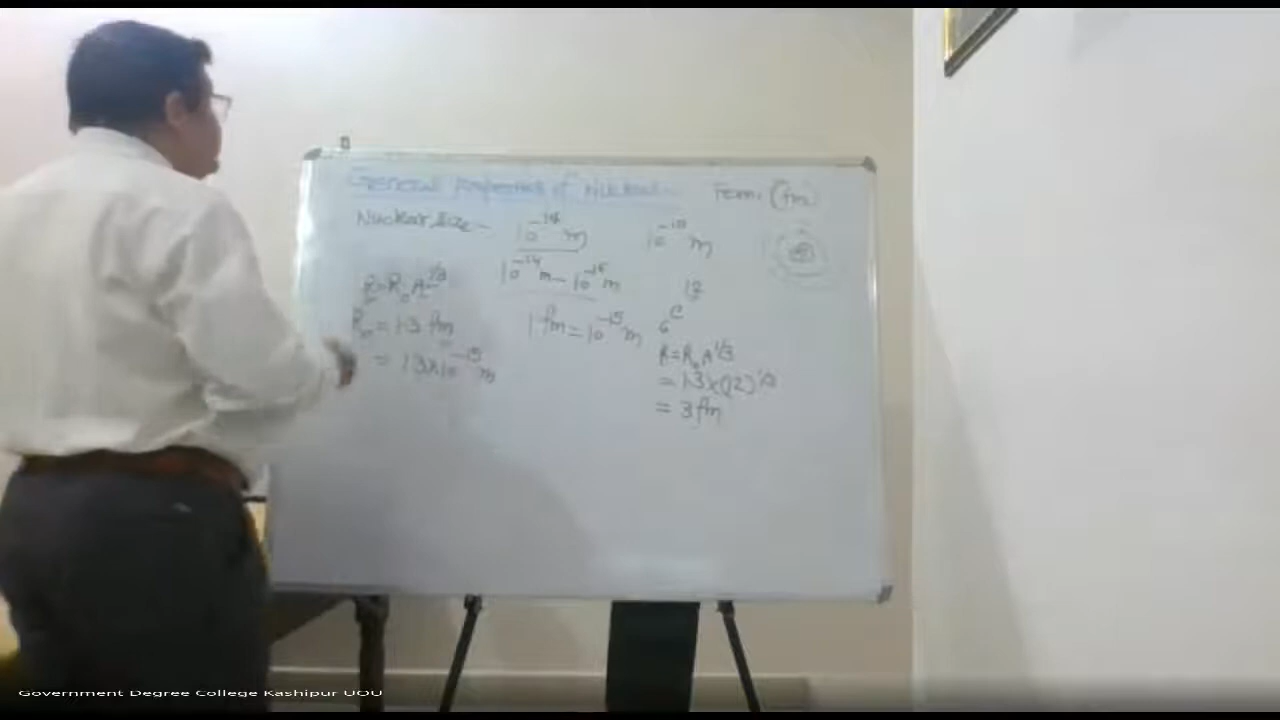 General properties of Nucleus - Fermi (fm)
Nuclear Size - 10⁻¹⁴ m 10⁻¹⁰ m
10⁻¹⁴ m - 10⁻¹⁵ m
R = R₀ A^1/3
R₀ = 1.3 fm
= 1.3 x 10⁻¹⁵ m
1 fm = 10⁻¹⁵ m
12
C
6
R = R₀ A^1/3
= 1.3 x (12)^1/3
= 3 fm
Government Degree College Kashipur UOU